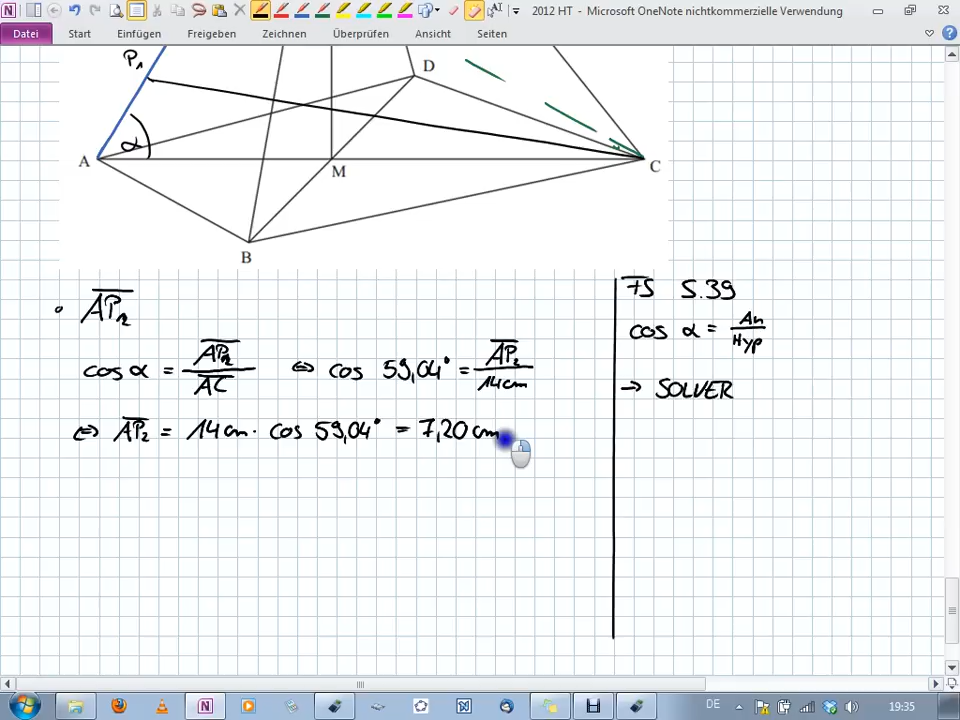 2012 HT - Microsoft OneNote nichtkommerzielle Verwendung
Datei Start Einfügen Freigeben Zeichnen Überprüfen Ansicht Seiten
P₁
D
α
A
M
C
B
AP₂
cos α = AP₂ / AC ⇔ cos 59,04° = AP₂ / 14cm
⇔ AP₂ = 14cm · cos 59,04° = 7,20 cm
FS S.39
cos α = An / Hyp
→ SOLVER
DE 19:35